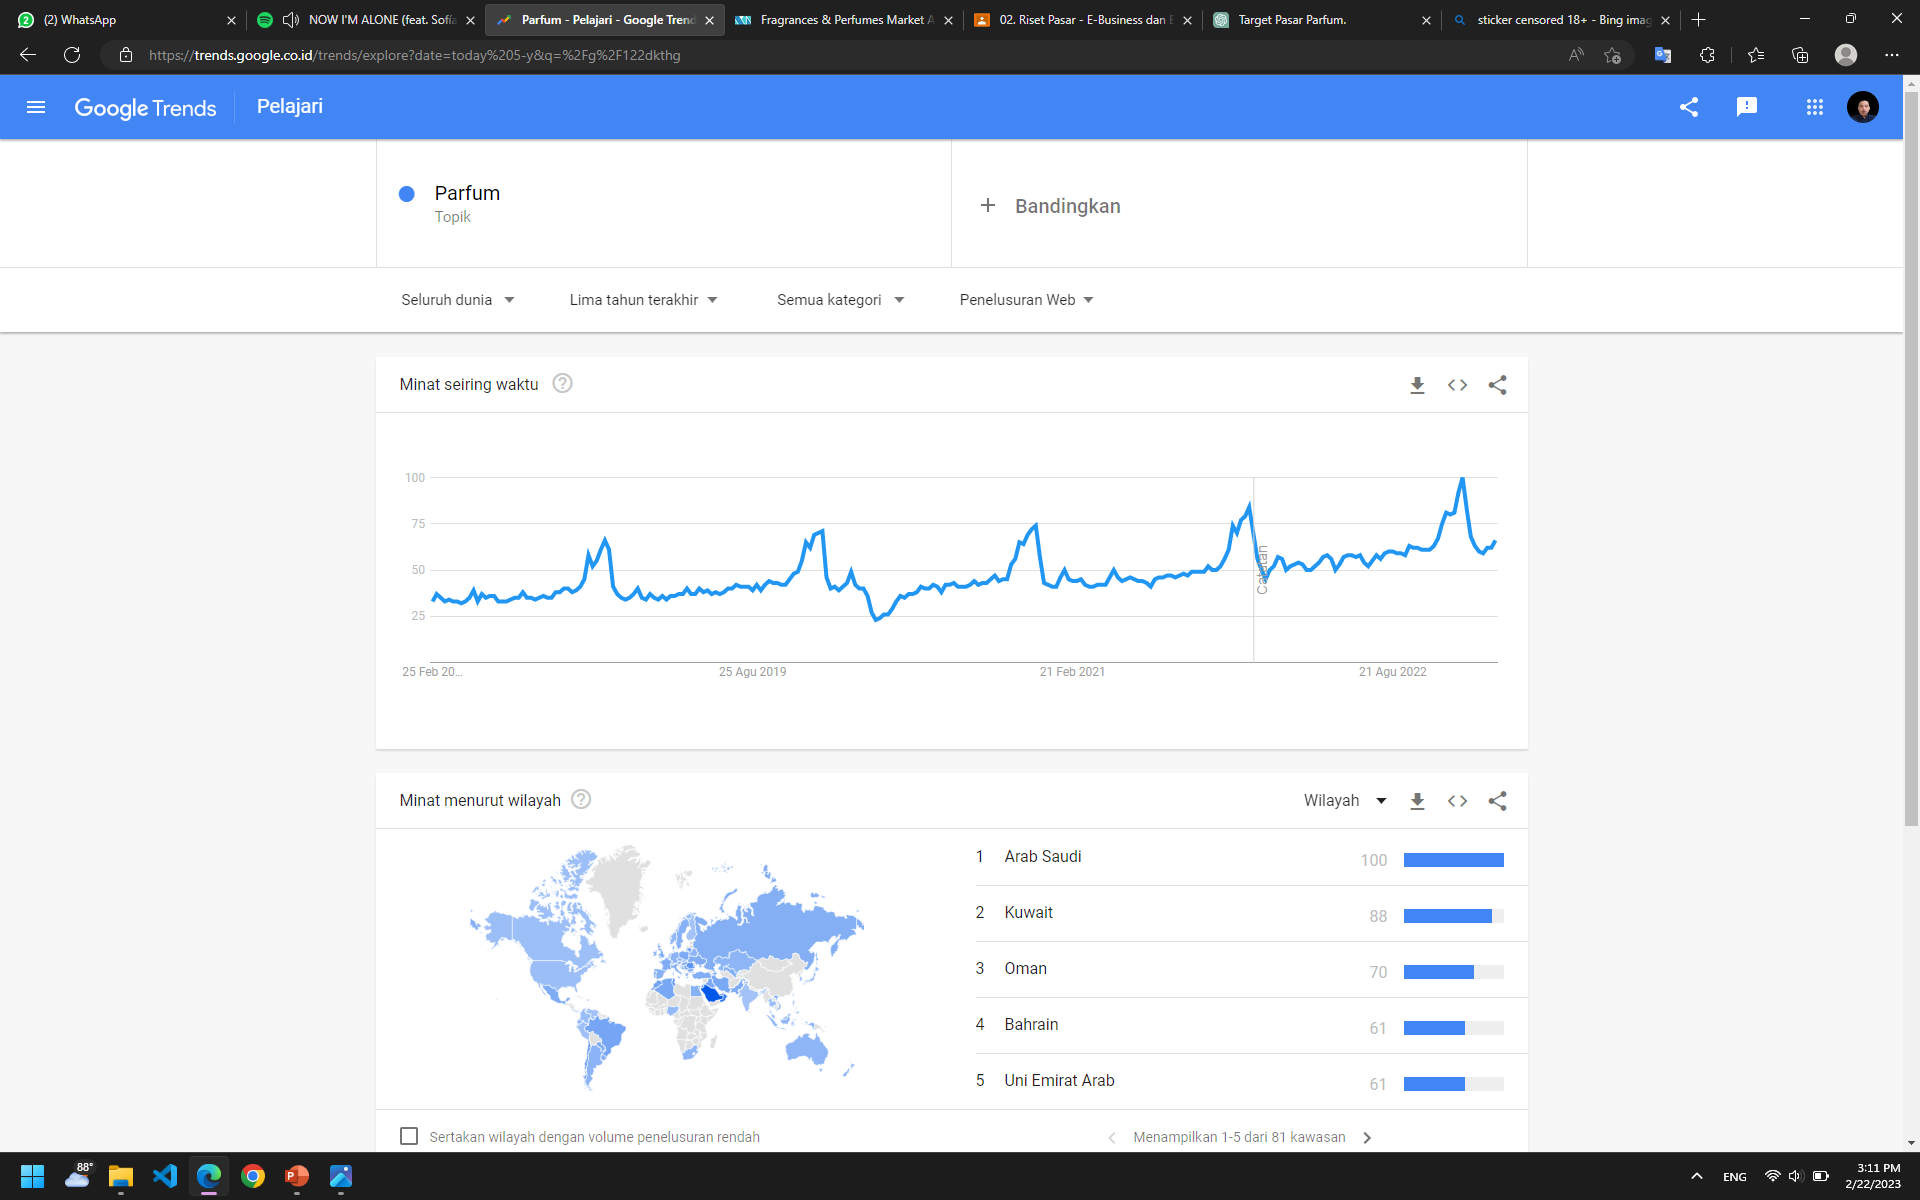 (2) WhatsApp
NOW I'M ALONE (feat. Sofía
Parfum - Pelajari - Google Trend
Fragrances & Perfumes Market A
02. Riset Pasar - E-Business dan E
Target Pasar Parfum.
sticker censored 18+ - Bing imag
https://trends.google.co.id/trends/explore?date=today%205-y&q=%2Fg%2F122dkthg
Google Trends
Pelajari
Parfum
Topik
+ Bandingkan
Seluruh dunia
Lima tahun terakhir
Semua kategori
Penelusuran Web
Minat seiring waktu
100
75
50
25
Catatan
25 Feb 20...
25 Agu 2019
21 Feb 2021
21 Agu 2022
Minat menurut wilayah
Wilayah
1 Arab Saudi 100
2 Kuwait 88
3 Oman 70
4 Bahrain 61
5 Uni Emirat Arab 61
Sertakan wilayah dengan volume penelusuran rendah
Menampilkan 1-5 dari 81 kawasan
88°
ENG
3:11 PM
2/22/2023